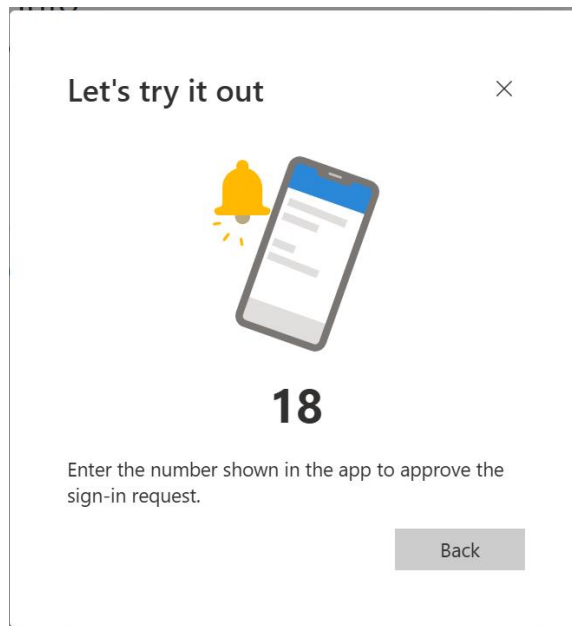 Let's try it out
18
Enter the number shown in the app to approve the
sign-in request.
Back